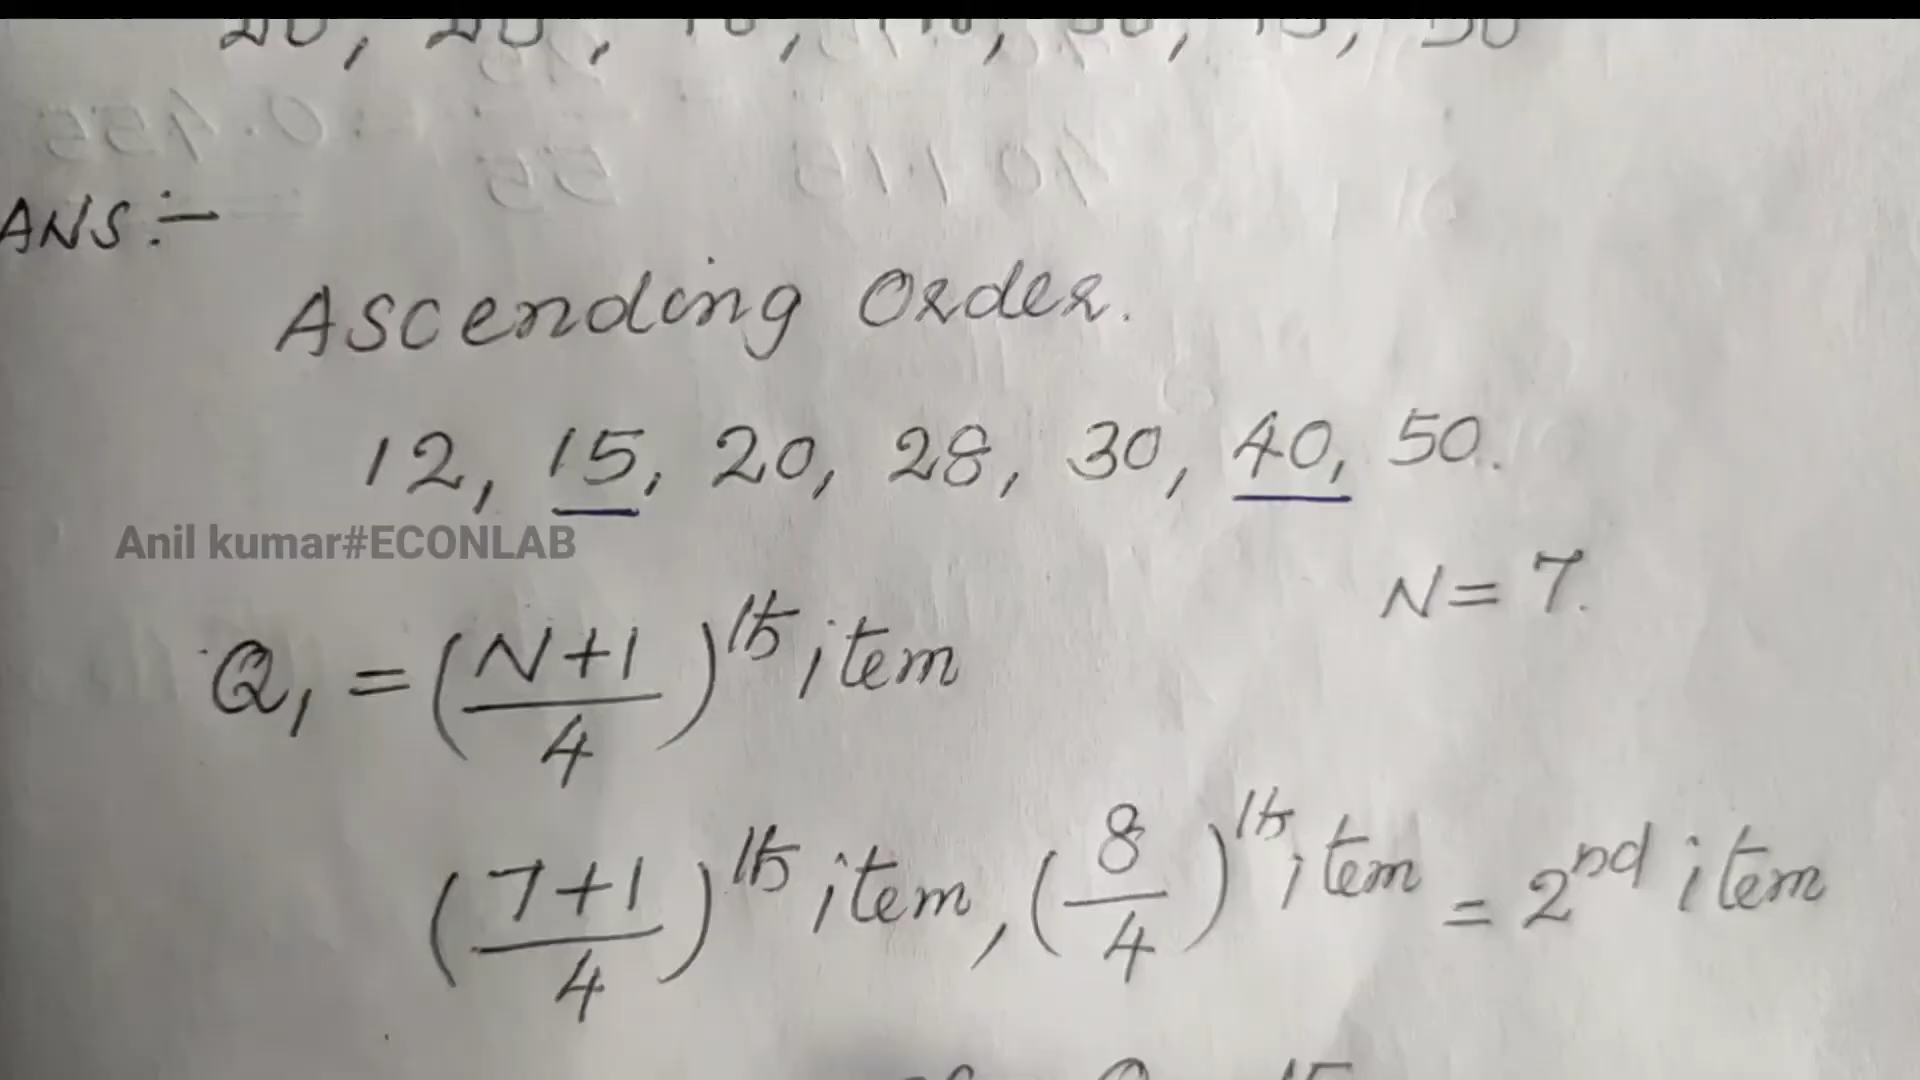 ANS:-
Ascending Order.
12, 15, 20, 28, 30, 40, 50.
Anil kumar#ECONLAB
N = 7.
Q₁ = (N+1/4)th item
(7+1/4)th item, (8/4)th item = 2nd item